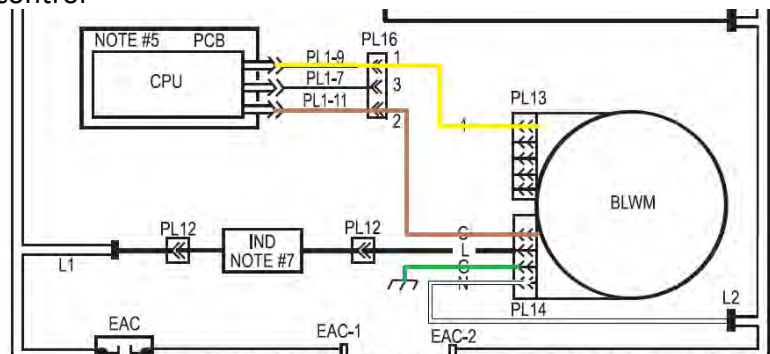 control
NOTE #5 PCB
CPU
PL1-9
PL1-7
PL1-11
PL16
1
3
2
PL13
1
BLWM
PL12
IND
NOTE #7
PL12
C
L
G
N
L1
PL14
L2
EAC
EAC-1
EAC-2